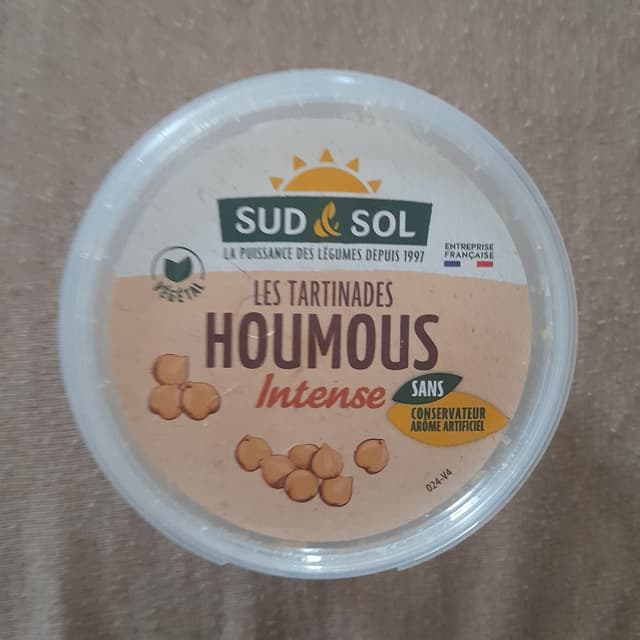 SUD & SOL
LA PUISSANCE DES LÉGUMES DEPUIS 1997
ENTREPRISE
FRANÇAISE
VÉGÉTAL
LES TARTINADES
HOUMOUS
Intense
SANS
CONSERVATEUR
ARÔME ARTIFICIEL
024-V4